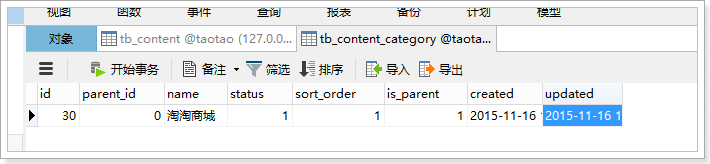 视图 函数 事件 查询 报表 备份 计划 模型
对象 tb_content @taotao (127.0.0... tb_content_category @taota...
开始事务 备注 筛选 排序 导入 导出
id parent_id name status sort_order is_parent created updated
30 0 淘淘商城 1 1 1 2015-11-16 1 2015-11-16 1